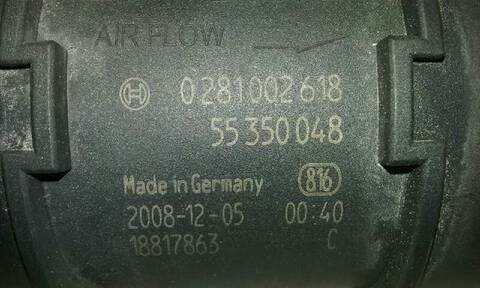 AIR FLOW
0 281 002 618
55 350 048
Made in Germany 816
2008-12-05 00:40
18817863 C